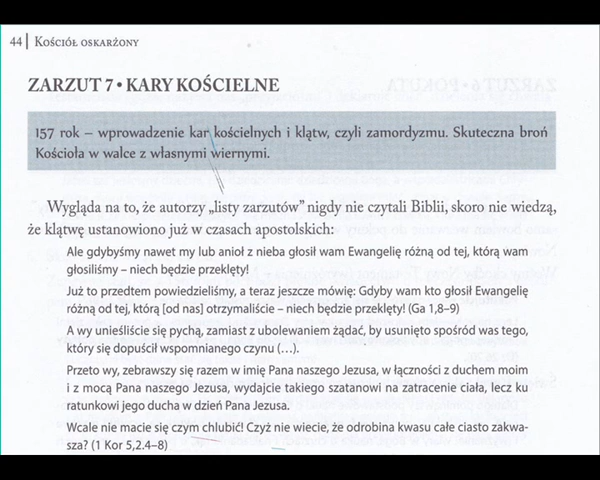 44 | Kościół oskarżony
ZARZUT 7 • KARY KOŚCIELNE
157 rok – wprowadzenie kar kościelnych i klątw, czyli zamordyzmu. Skuteczna broń
Kościoła w walce z własnymi wiernymi.
Wygląda na to, że autorzy „listy zarzutów” nigdy nie czytali Biblii, skoro nie wiedzą,
że klątwę ustanowiono już w czasach apostolskich:
Ale gdybyśmy nawet my lub anioł z nieba głosił wam Ewangelię różną od tej, którą wam
głosiliśmy – niech będzie przeklęty!
Już to przedtem powiedzieliśmy, a teraz jeszcze mówię: Gdyby wam kto głosił Ewangelię
różną od tej, którą [od nas] otrzymaliście – niech będzie przeklęty! (Ga 1,8–9)
A wy unieśliście się pychą, zamiast z ubolewaniem żądać, by usunięto spośród was tego,
który się dopuścił wspomnianego czynu (…).
Przeto wy, zebrawszy się razem w imię Pana naszego Jezusa, w łączności z duchem moim
i z mocą Pana naszego Jezusa, wydajcie takiego szatanowi na zatracenie ciała, lecz ku
ratunkowi jego ducha w dzień Pana Jezusa.
Wcale nie macie się czym chlubić! Czyż nie wiecie, że odrobina kwasu całe ciasto zakwa-
sza? (1 Kor 5,2.4–8)